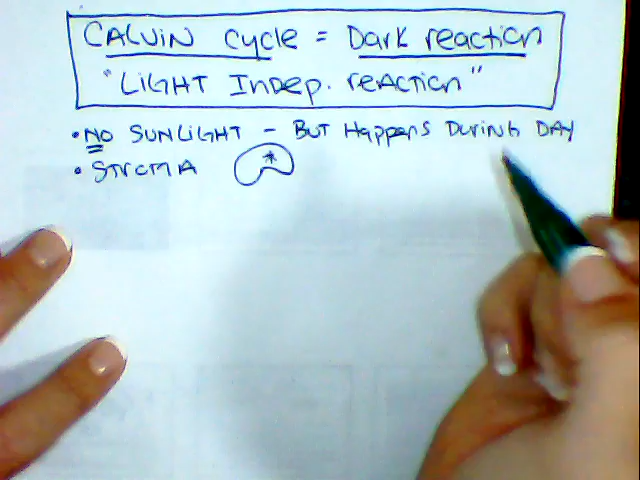 CALVIN Cycle = Dark reaction
"LIGHT Indep. reaction"
• NO SUNLIGHT - BUT Happens During DAY
• STROMA